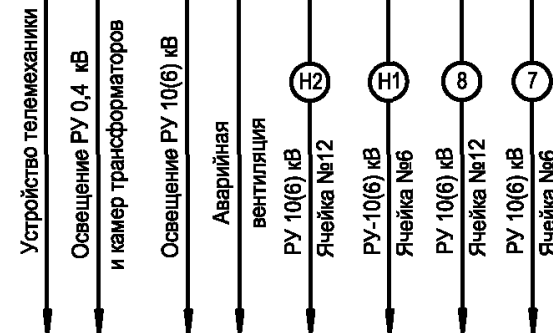 Устройство телемеханики
Освещение РУ 0,4 кВ
и камер трансформаторов
Освещение РУ 10(6) кВ
Аварийная
вентиляция
Н2
РУ 10(6) кВ
Ячейка №12
Н1
РУ-10(6) кВ
Ячейка №6
8
РУ 10(6) кВ
Ячейка №12
7
РУ 10(6) кВ
Ячейка №6